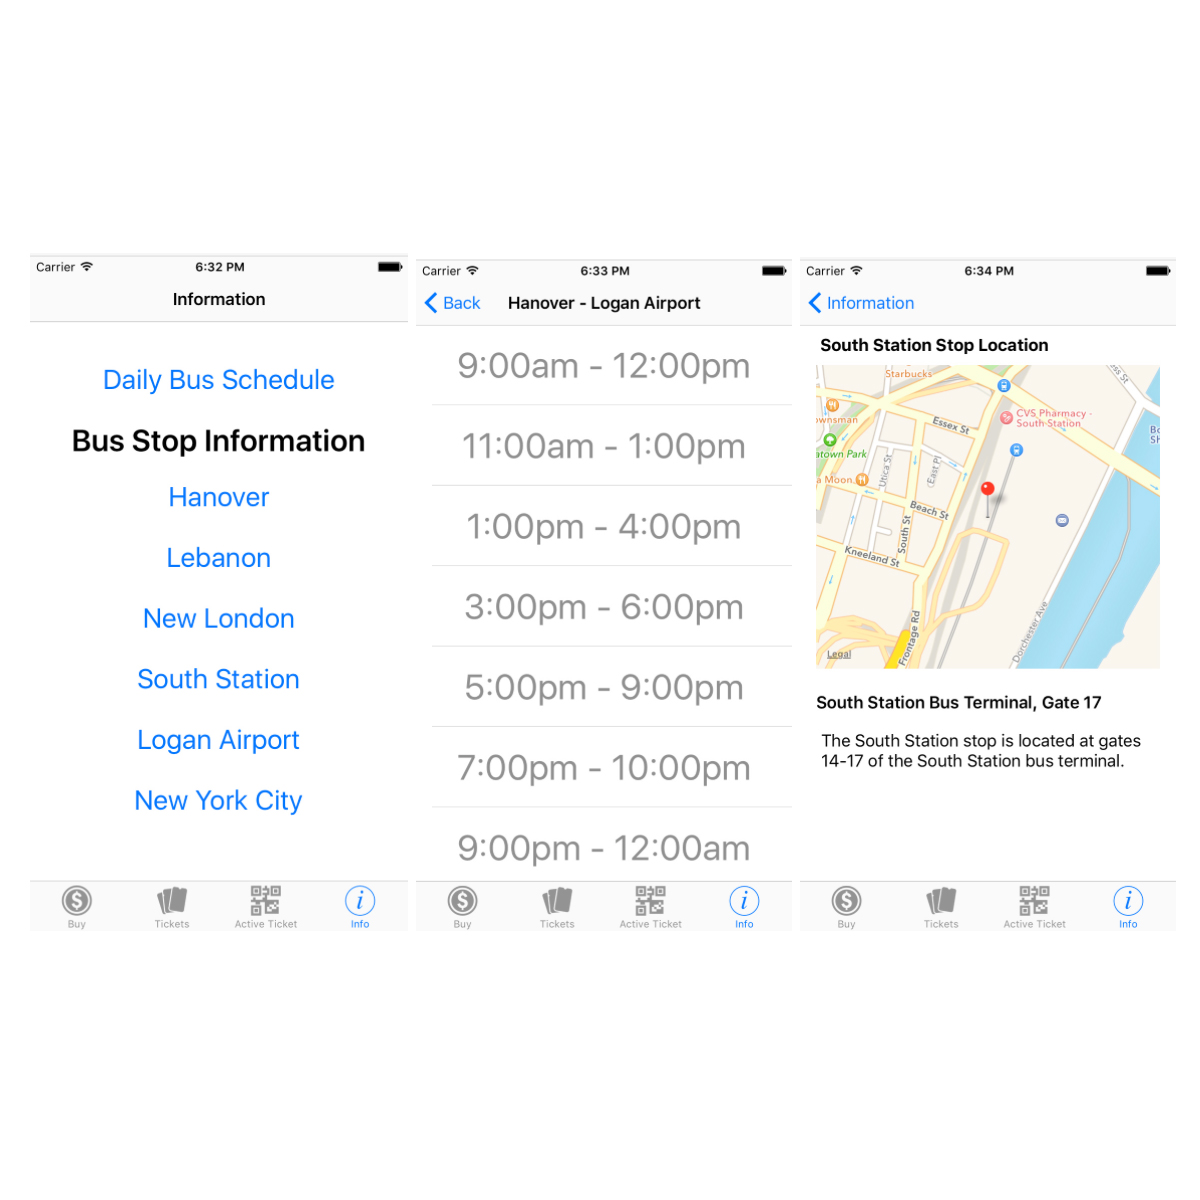 Carrier
6:32 PM
Information
Daily Bus Schedule
Bus Stop Information
Hanover
Lebanon
New London
South Station
Logan Airport
New York City
Buy
Tickets
Active Ticket
Info
Carrier
6:33 PM
Back
Hanover - Logan Airport
9:00am - 12:00pm
11:00am - 1:00pm
1:00pm - 4:00pm
3:00pm - 6:00pm
5:00pm - 9:00pm
7:00pm - 10:00pm
9:00pm - 12:00am
Buy
Tickets
Active Ticket
Info
Carrier
6:34 PM
Information
South Station Stop Location
Starbucks
ss St
CVS Pharmacy -
South Station
ownsman
Essex St
atown Park
Utica St
East Pl
a Moon
Beach St
South St
Kneeland St
Frontage Rd
Dorchester Ave
Legal
South Station Bus Terminal, Gate 17
The South Station stop is located at gates
14-17 of the South Station bus terminal.
Buy
Tickets
Active Ticket
Info